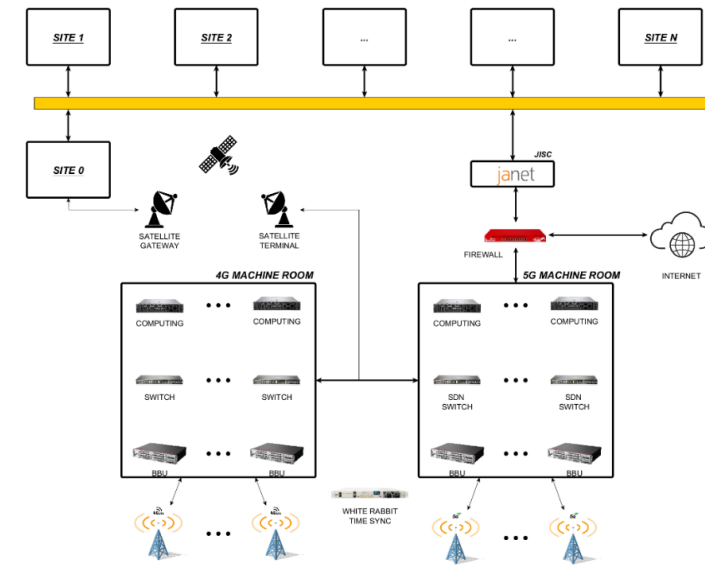 SITE 1
SITE 2
...
...
SITE N
SITE 0
JISC
janet
SATELLITE
GATEWAY
SATELLITE
TERMINAL
FIREWALL
INTERNET
4G MACHINE ROOM
5G MACHINE ROOM
COMPUTING
COMPUTING
COMPUTING
COMPUTING
SWITCH
SWITCH
SDN
SWITCH
SDN
SWITCH
BBU
BBU
BBU
BBU
WHITE RABBIT
TIME SYNC